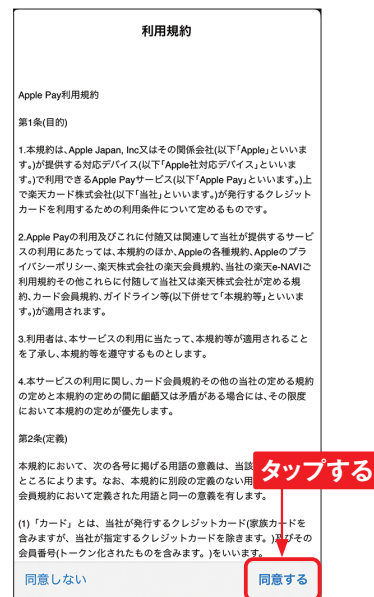 利用規約
Apple Pay利用規約
第1条(目的)
1.本規約は、Apple Japan, Inc又はその関係会社(以下｢Apple｣といいま
す｡)が提供する対応デバイス(以下｢Apple社対応デバイス｣といいま
す｡)で利用できるApple Payサービス(以下｢Apple Pay｣といいます｡)上
で楽天カード株式会社(以下｢当社｣といいます｡)が発行するクレジット
カードを利用するための利用条件について定めるものです。
2.Apple Payの利用及びこれに付随又は関連して当社が提供するサービ
スの利用にあたっては、本規約のほか、Appleの各種規約、Appleのプラ
イバシーポリシー、楽天株式会社の楽天会員規約、当社の楽天e-NAVIご
利用規約その他これらに付随して当社又は楽天株式会社が定める規
約、カード会員規約、ガイドライン等(以下併せて｢本規約等｣といいま
す｡)が適用されます。
3.利用者は、本サービスの利用に当たって、本規約等が適用されること
を了承し、本規約等を遵守するものとします。
4.本サービスの利用に関し、カード会員規約その他の当社の定める規約
の定めと本規約の定めの間に齟齬又は矛盾がある場合には、その限度
において本規約の定めが優先します。
第2条(定義)
本規約において、次の各号に掲げる用語の意義は、当該
ところによります。なお、本規約に別段の定めのない用
会員規約において定義された用語と同一の意義を有します。
タップする
(1)「カード」とは、当社が発行するクレジットカード(家族カードを
含みますが、当社が指定するクレジットカードを除きます。)及びその
会員番号(トークン化されたものを含みます。)をいいます。
同意しない
同意する